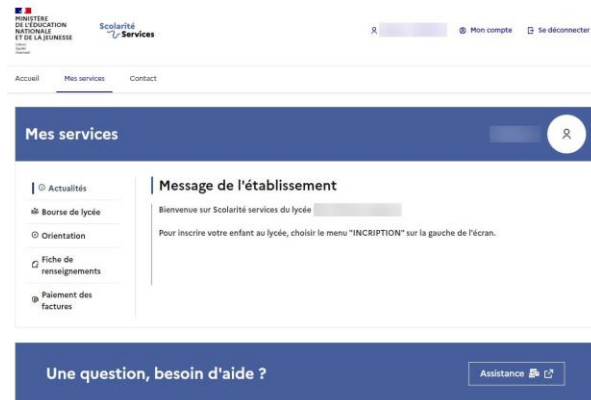 MINISTÈRE
DE L'ÉDUCATION
NATIONALE
ET DE LA JEUNESSE
Scolarité
Services
Mon compte
Se déconnecter
Accueil
Mes services
Contact
Mes services
Actualités
Bourse de lycée
Orientation
Fiche de
renseignements
Paiement des
factures
Message de l'établissement
Bienvenue sur Scolarité services du lycée
Pour inscrire votre enfant au lycée, choisir le menu "INCRIPTION" sur la gauche de l'écran.
Une question, besoin d'aide ?
Assistance